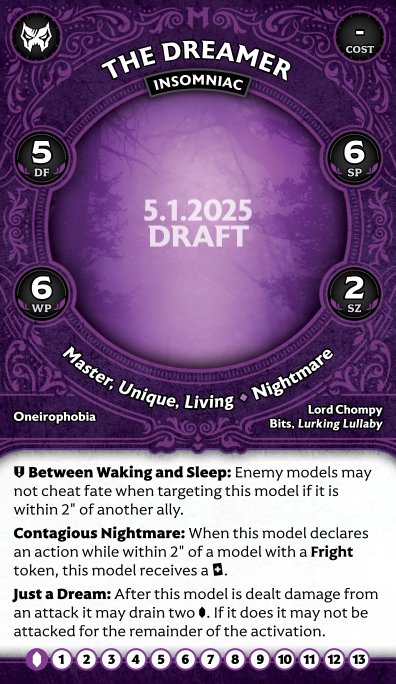 -
COST
THE DREAMER
INSOMNIAC
5
DF
6
SP
5.1.2025
DRAFT
6
WP
2
SZ
Master, Unique, Living ♦ Nightmare
Oneirophobia
Lord Chompy
Bits, Lurking Lullaby
Between Waking and Sleep: Enemy models may
not cheat fate when targeting this model if it is
within 2" of another ally.
Contagious Nightmare: When this model declares
an action while within 2" of a model with a Fright
token, this model receives a .
Just a Dream: After this model is dealt damage from
an attack it may drain two . If it does it may not be
attacked for the remainder of the activation.
1 2 3 4 5 6 7 8 9 10 11 12 13